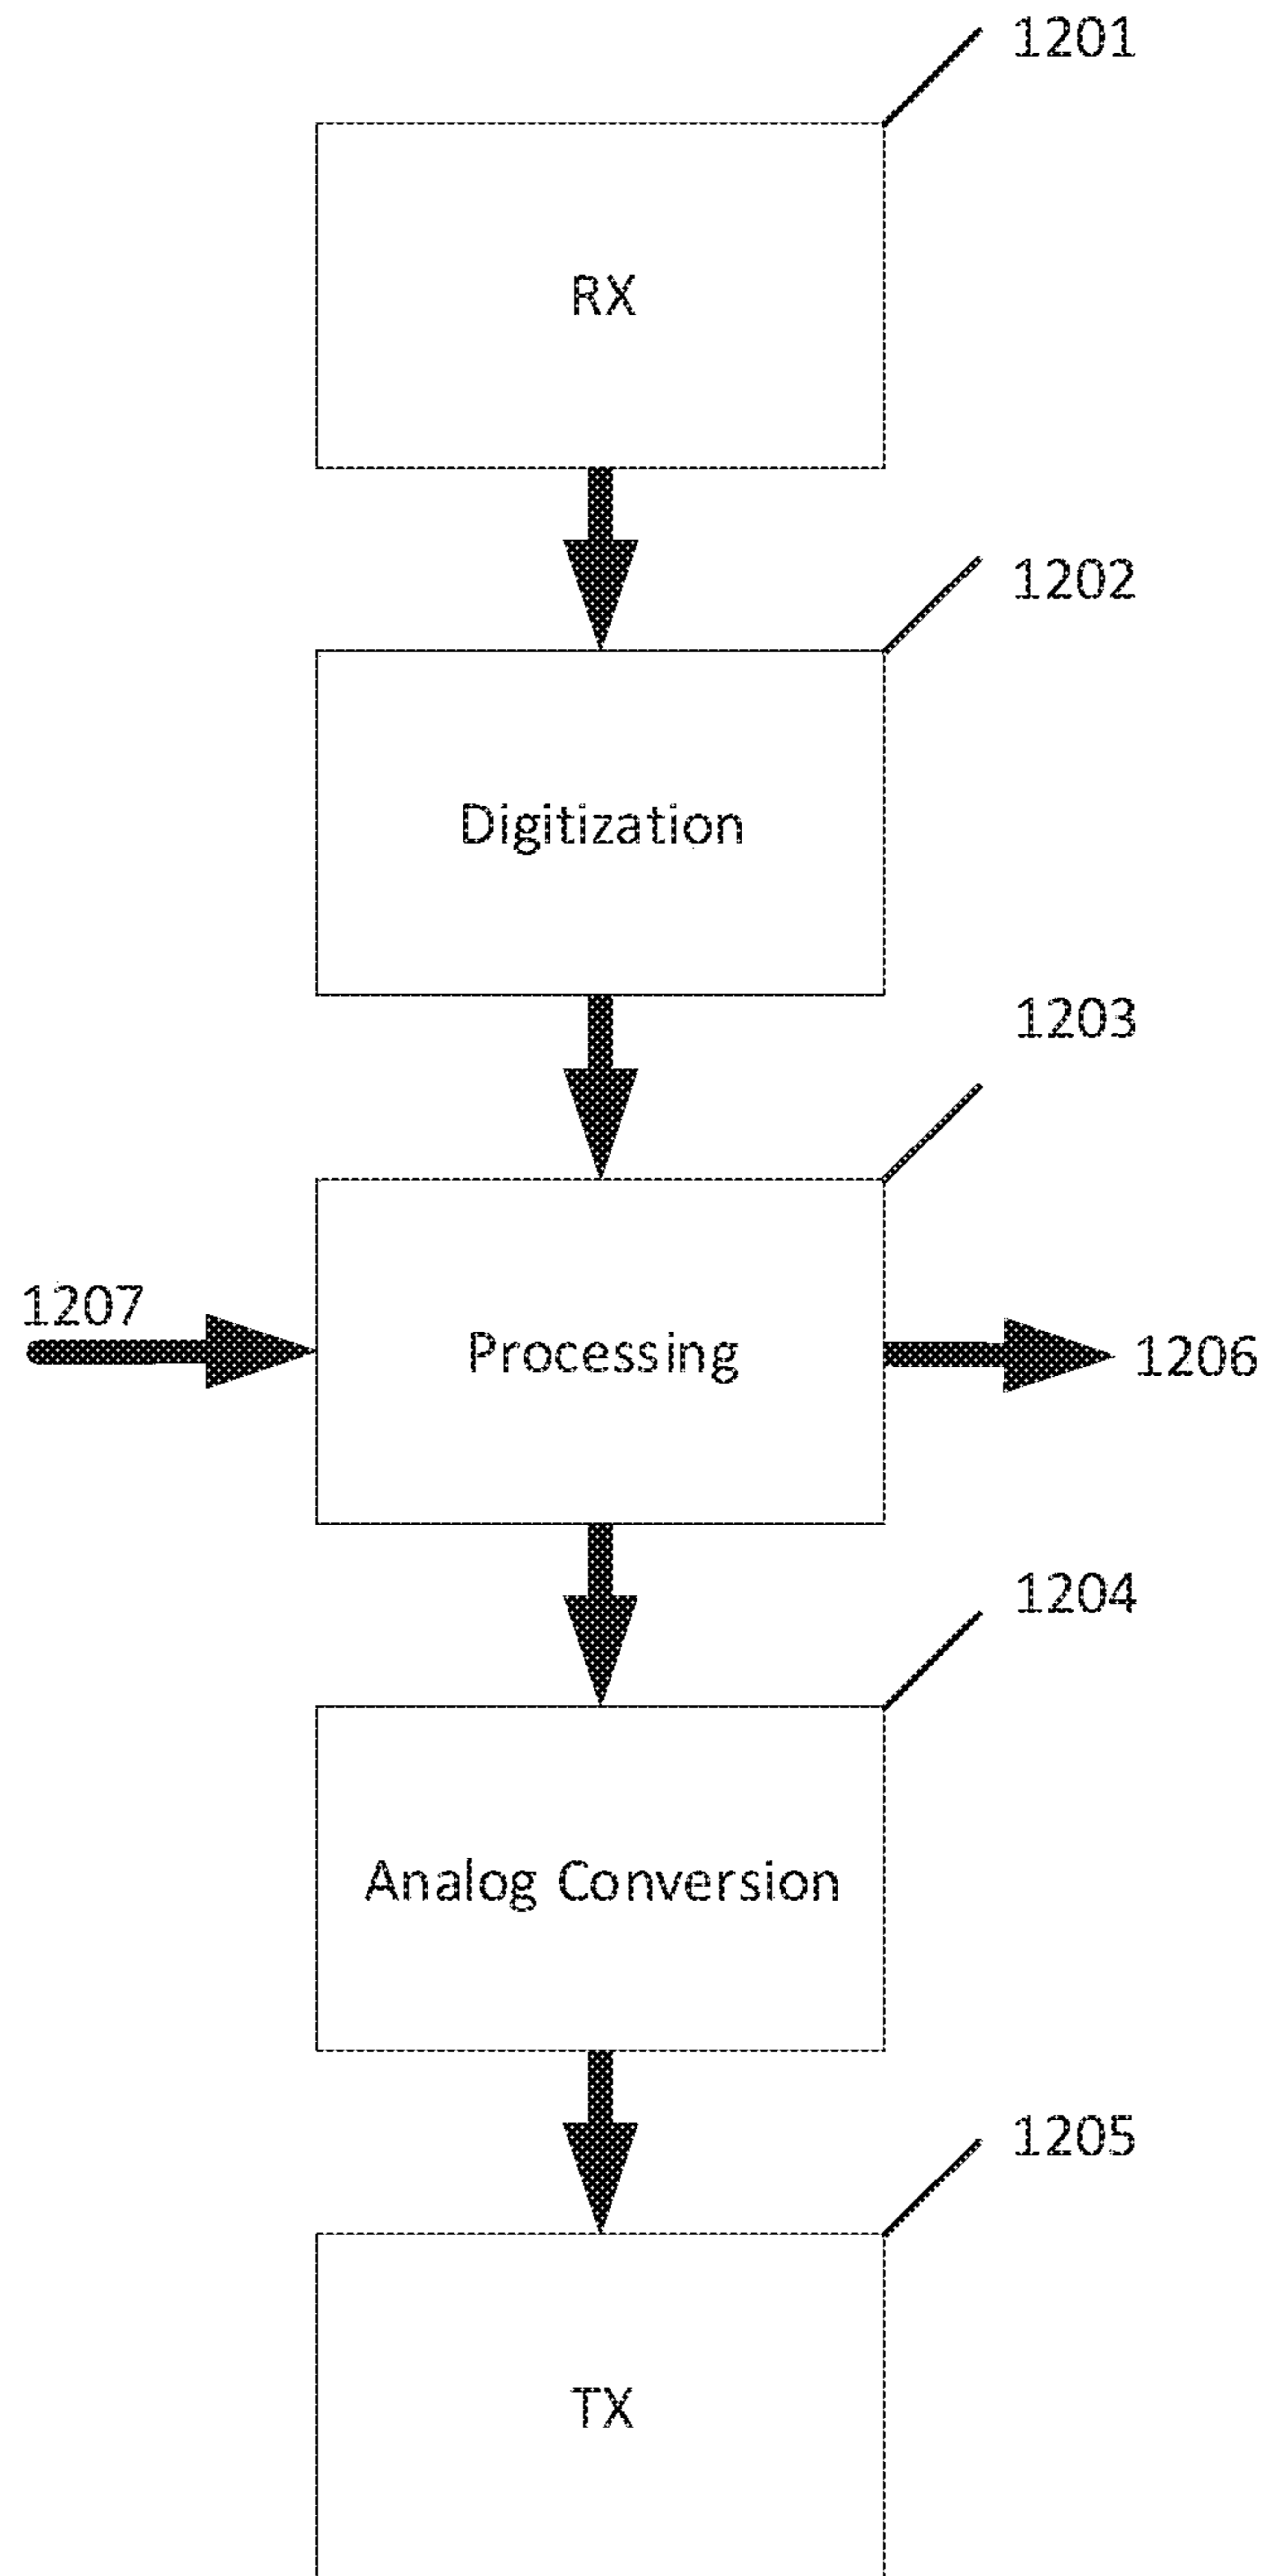 1201
RX
1202
Digitization
1203
1207
Processing
1206
1204
Analog Conversion
1205
TX